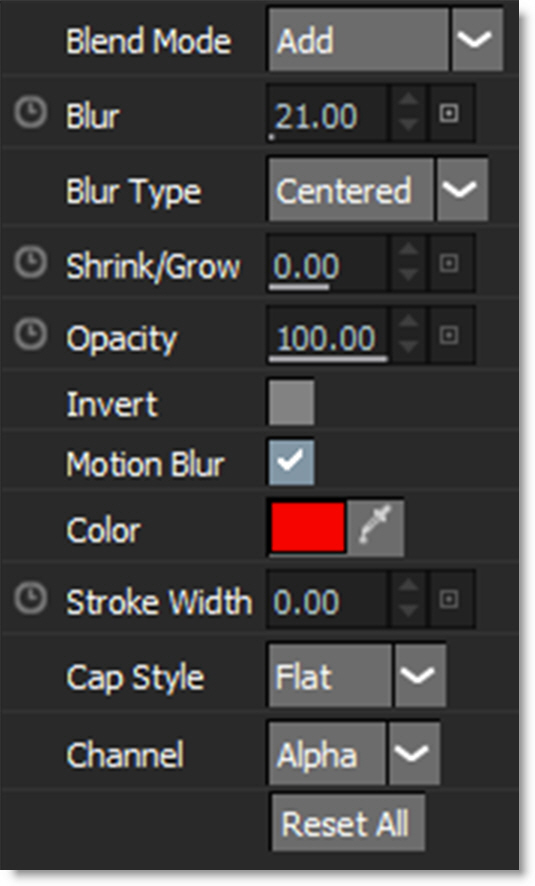 Blend Mode Add
Blur 21.00
Blur Type Centered
Shrink/Grow 0.00
Opacity 100.00
Invert
Motion Blur
Color
Stroke Width 0.00
Cap Style Flat
Channel Alpha
Reset All